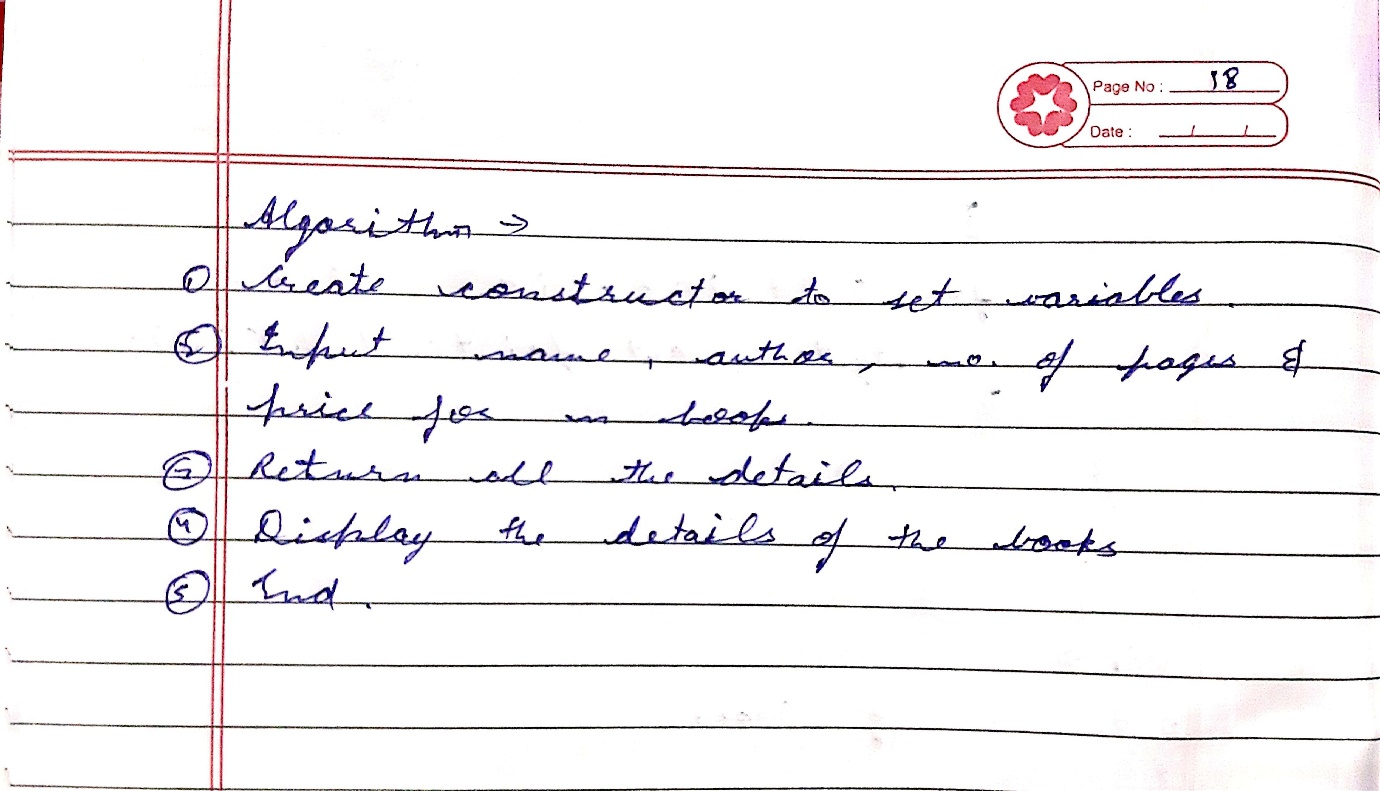 Page No : 18
Date : / /
Algorithm →
① Create constructor to set variables.
② Input name, author, no. of pages &
price for n books.
③ Return all the details.
④ Display the details of the books
⑤ End.